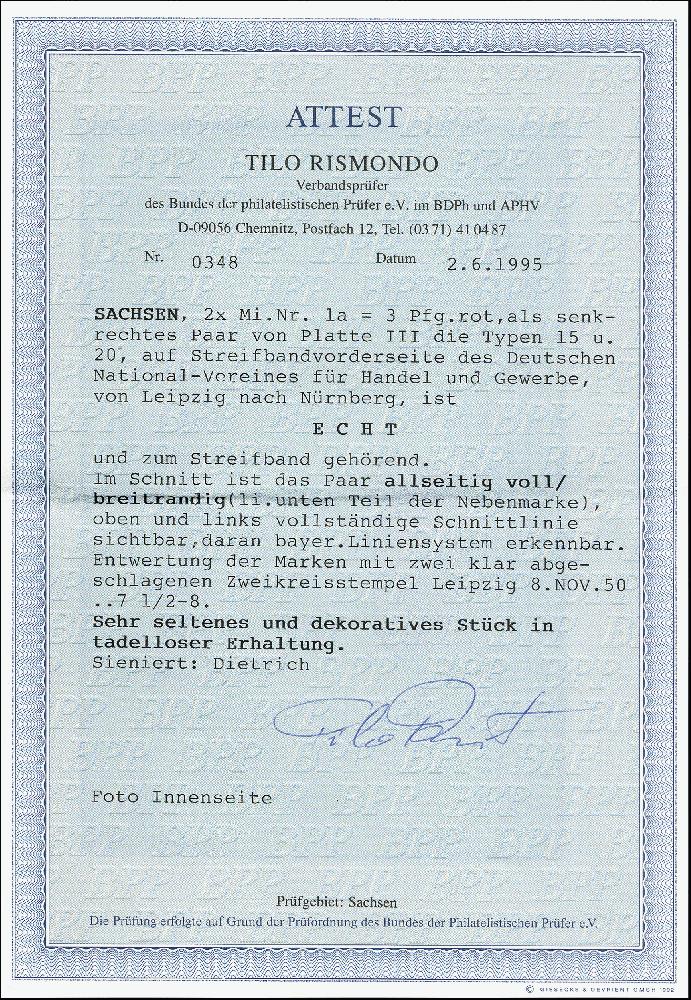 ATTEST
TILO RISMONDO
Verbandsprüfer
des Bundes der philatelistischen Prüfer e.V. im BDPh und APHV
D-09056 Chemnitz, Postfach 12, Tel. (03 71) 41 04 87
Nr. 0348 Datum 2.6.1995
SACHSEN, 2x Mi.Nr. 1a = 3 Pfg.rot,als senk-
rechtes Paar von Platte III die Typen 15 u.
20, auf Streifbandvorderseite des Deutschen
National-Vereines für Handel und Gewerbe,
von Leipzig nach Nürnberg, ist
E C H T
und zum Streifband gehörend.
Im Schnitt ist das Paar allseitig voll/
breitrandig(li.unten Teil der Nebenmarke),
oben und links vollständige Schnittlinie
sichtbar,daran bayer.Liniensystem erkennbar.
Entwertung der Marken mit zwei klar abge-
schlagenen Zweikreisstempel Leipzig 8.NOV.50
..7 1/2-8.
Sehr seltenes und dekoratives Stück in
tadelloser Erhaltung.
Sieniert: Dietrich
Foto Innenseite
Prüfgebiet: Sachsen
Die Prüfung erfolgte auf Grund der Prüfordnung des Bundes der Philatelistischen Prüfer e.V.
© GIESECKE & DEVRIENT GMBH 1992